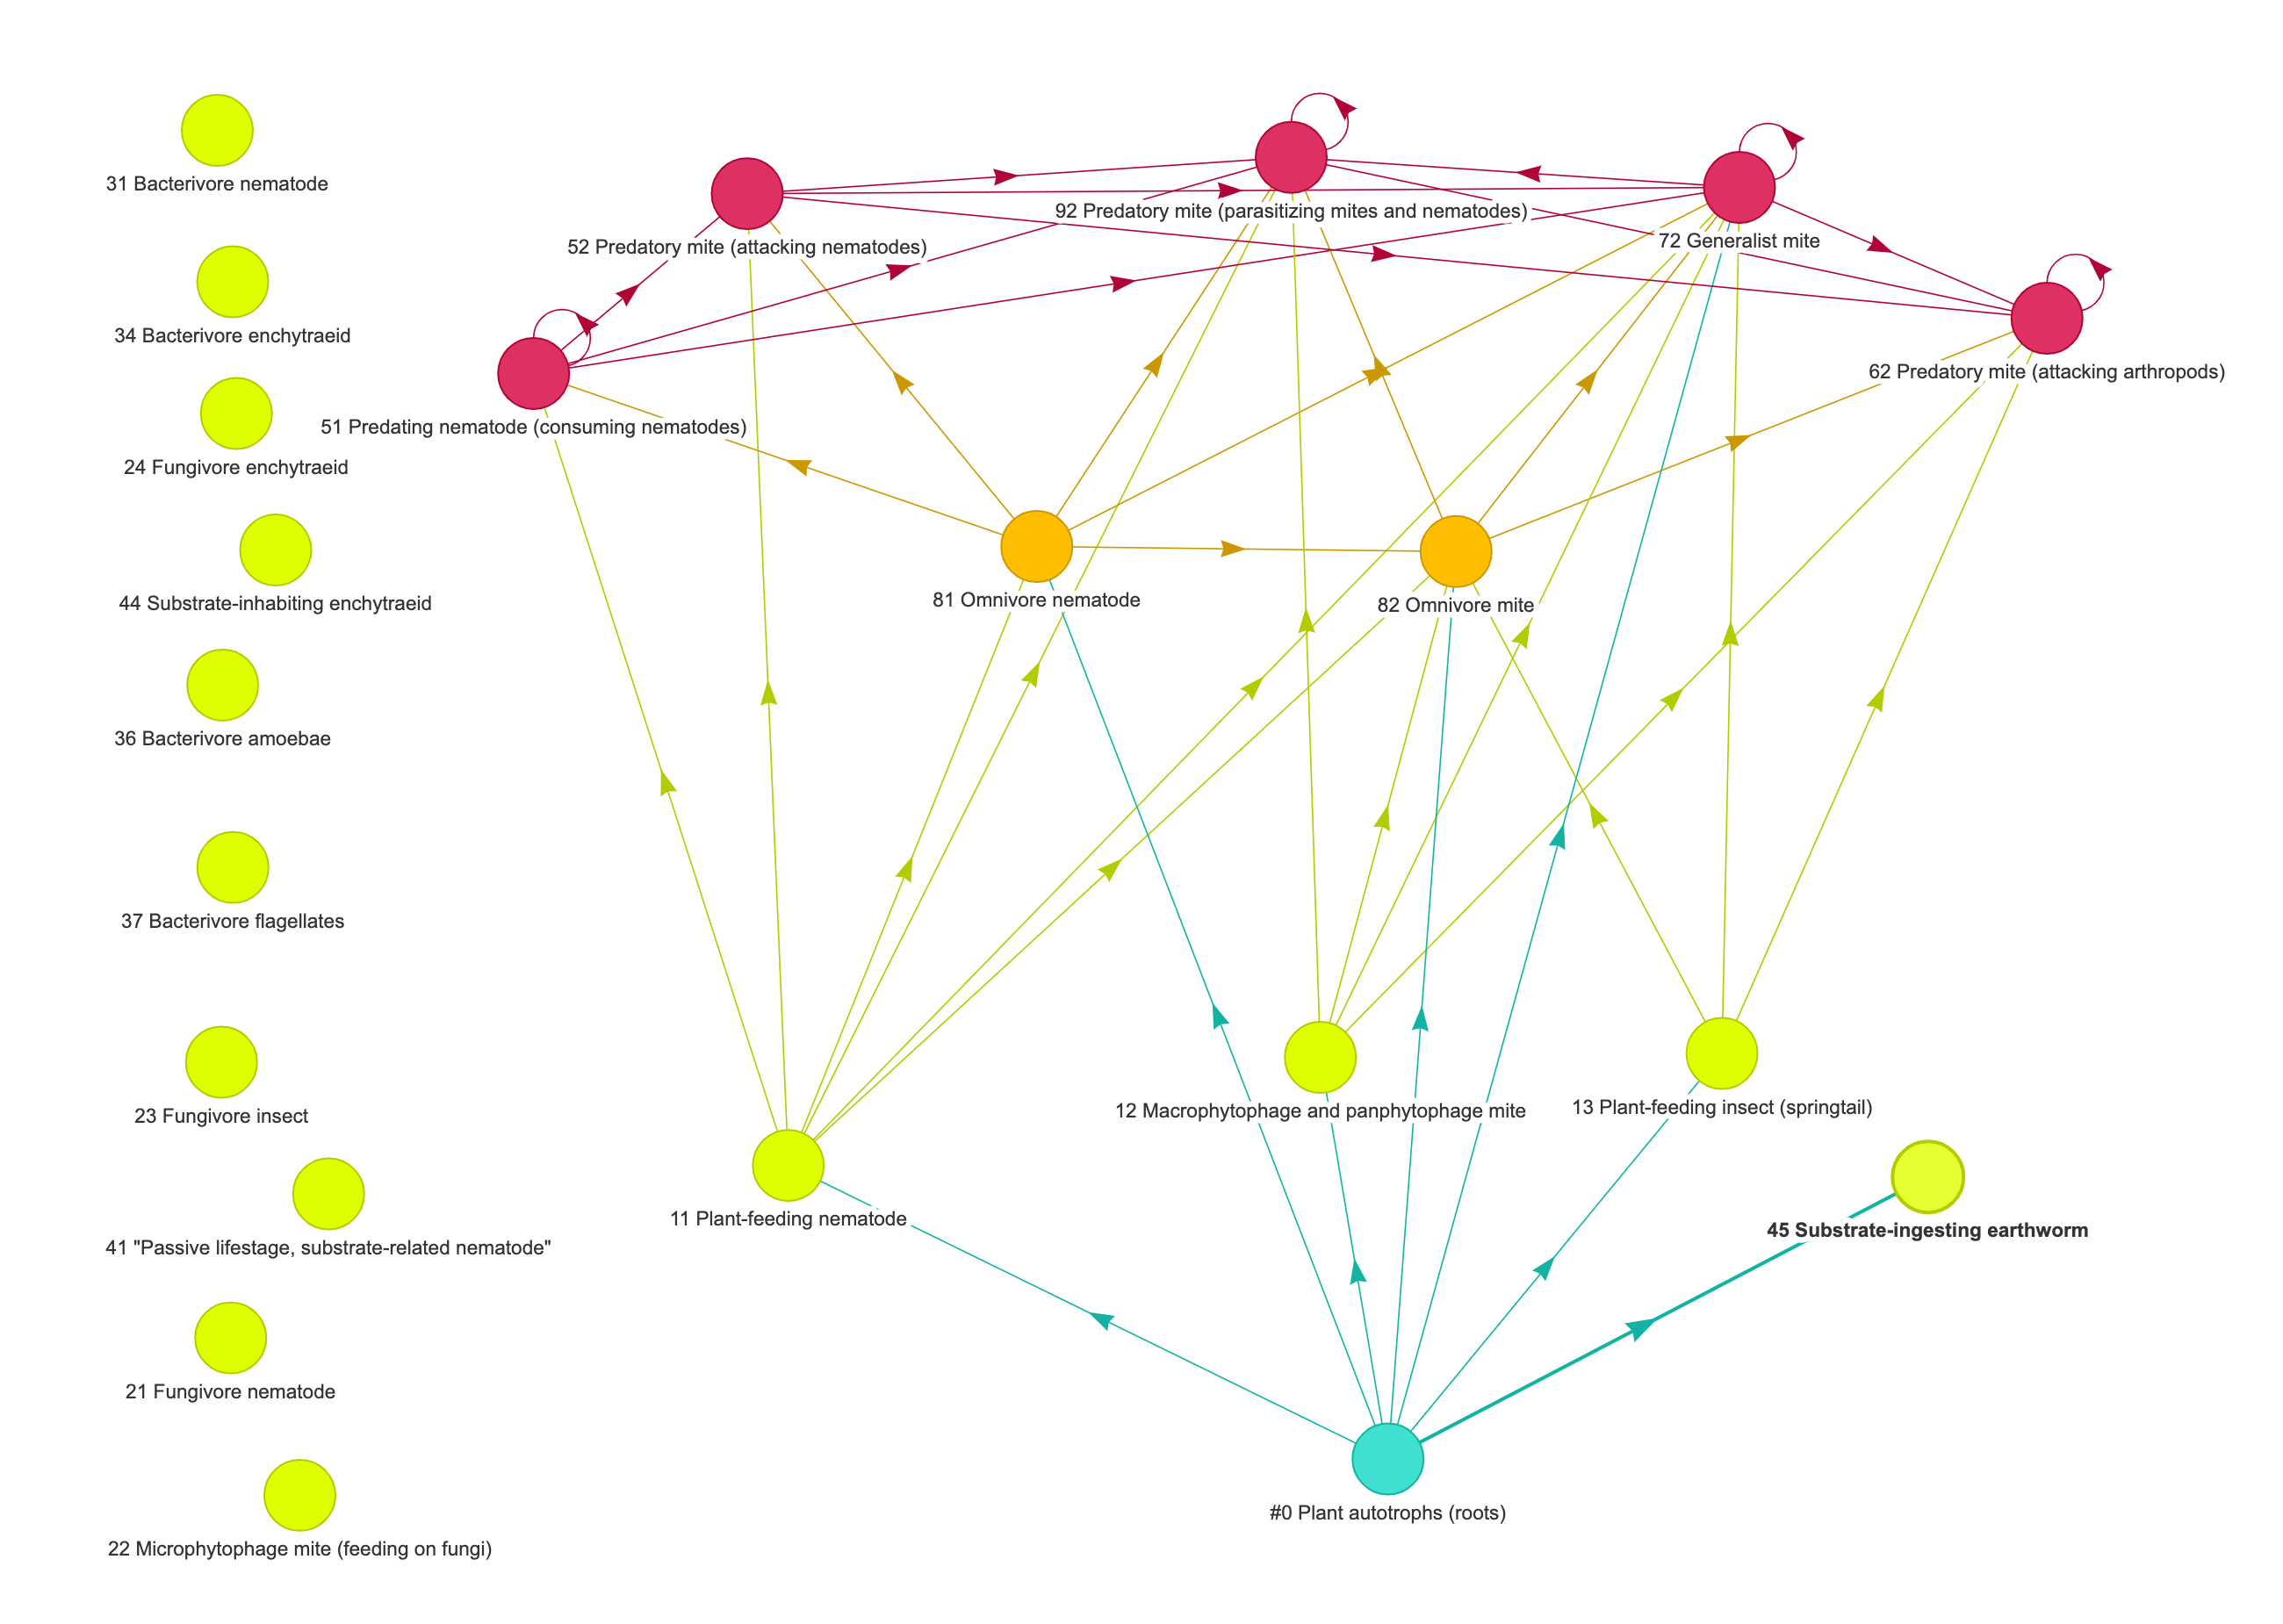 31 Bacterivore nematode
92 Predatory mite (parasitizing mites and nematodes)
72 Generalist mite
52 Predatory mite (attacking nematodes)
34 Bacterivore enchytraeid
62 Predatory mite (attacking arthropods)
51 Predating nematode (consuming nematodes)
24 Fungivore enchytraeid
44 Substrate-inhabiting enchytraeid
81 Omnivore nematode
82 Omnivore mite
36 Bacterivore amoebae
37 Bacterivore flagellates
23 Fungivore insect
12 Macrophytophage and panphytophage mite
13 Plant-feeding insect (springtail)
11 Plant-feeding nematode
45 Substrate-ingesting earthworm
41 "Passive lifestage, substrate-related nematode"
21 Fungivore nematode
#0 Plant autotrophs (roots)
22 Microphytophage mite (feeding on fungi)